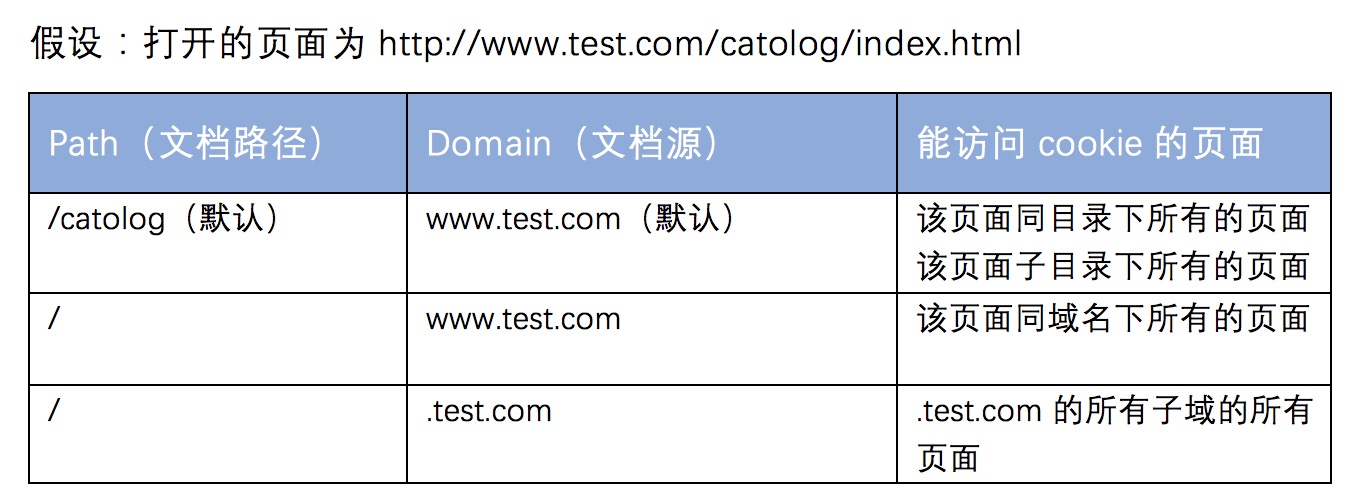 假设：打开的页面为 http://www.test.com/catolog/index.html
Path（文档路径）
Domain（文档源）
能访问 cookie 的页面
/catolog（默认）
www.test.com（默认）
该页面同目录下所有的页面
该页面子目录下所有的页面
/
www.test.com
该页面同域名下所有的页面
/
.test.com
.test.com 的所有子域的所有
页面